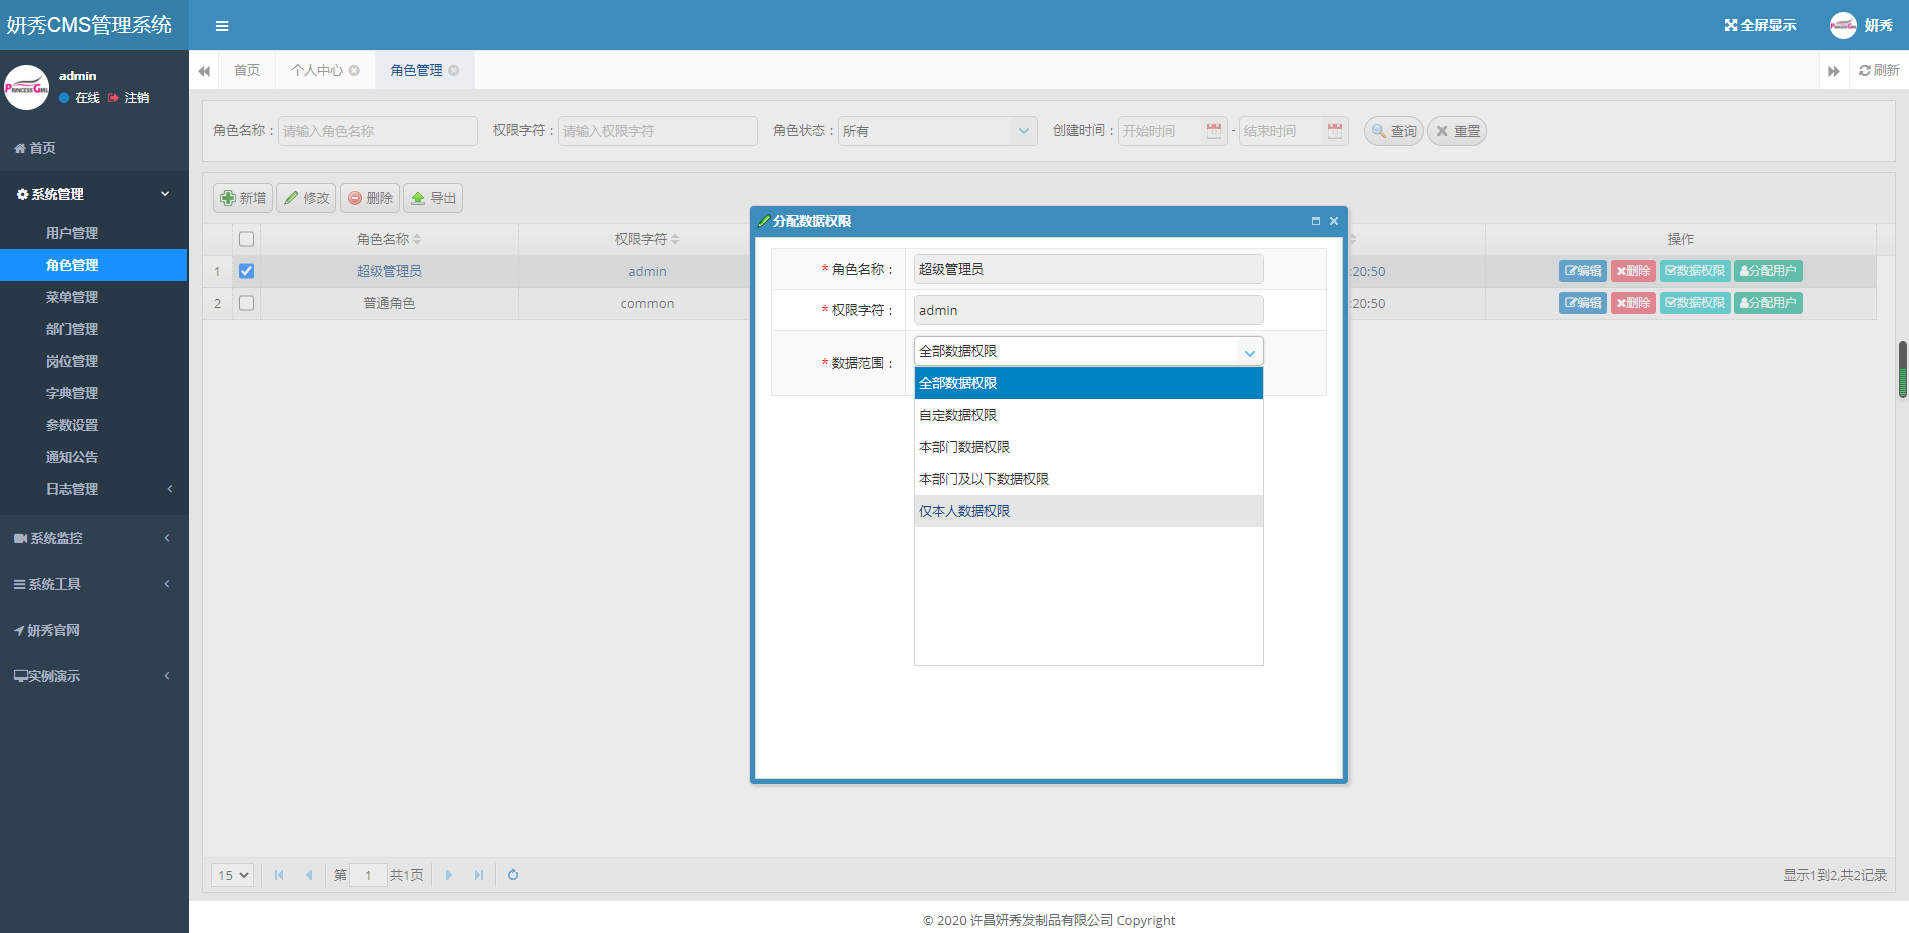 妍秀CMS管理系统
全屏显示
妍秀
admin
在线 注销
首页 个人中心 角色管理 刷新
角色名称： 请输入角色名称 权限字符： 请输入权限字符 角色状态： 所有 创建时间： 开始时间 - 结束时间 查询 重置
首页
系统管理
用户管理
角色管理
菜单管理
部门管理
岗位管理
字典管理
参数设置
通知公告
日志管理
系统监控
系统工具
妍秀官网
实例演示
新增 修改 删除 导出
角色名称 权限字符 操作
1 超级管理员 admin :20:50 编辑 删除 数据权限 分配用户
2 普通角色 common :20:50 编辑 删除 数据权限 分配用户
分配数据权限
* 角色名称： 超级管理员
* 权限字符： admin
* 数据范围： 全部数据权限
全部数据权限
自定数据权限
本部门数据权限
本部门及以下数据权限
仅本人数据权限
15 第 1 共1页 显示1到2,共2记录
© 2020 许昌妍秀发制品有限公司 Copyright